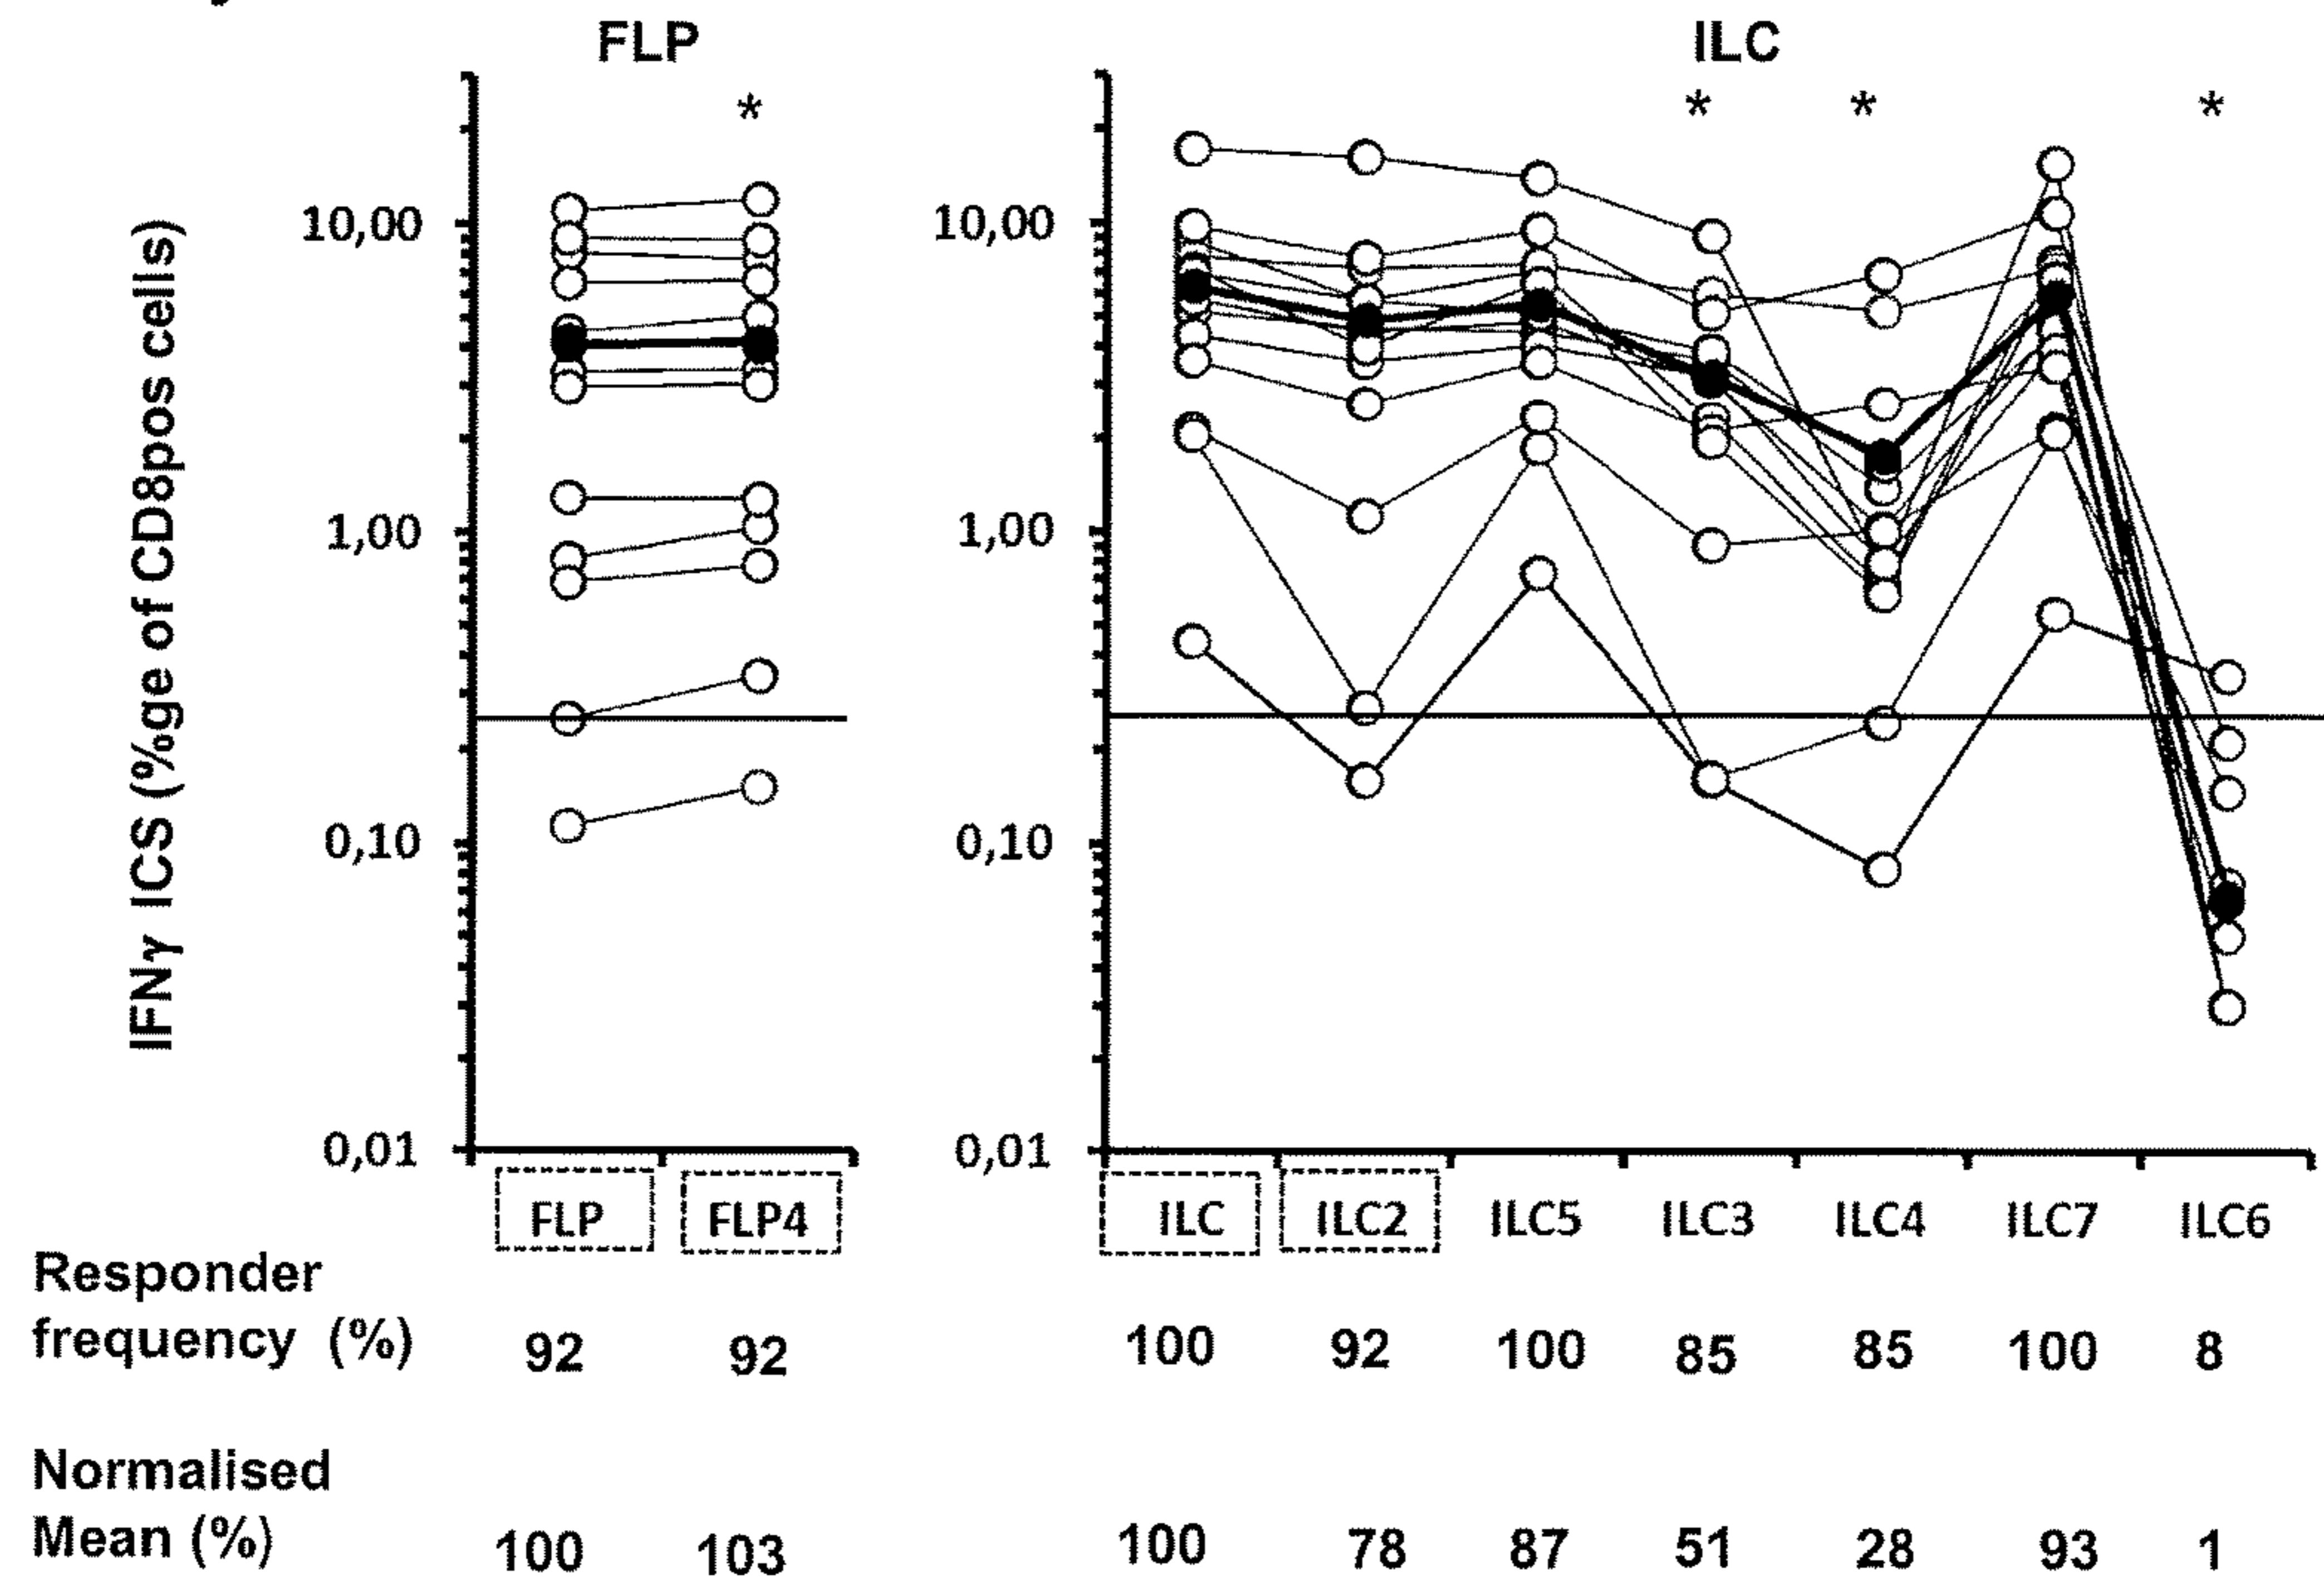 FLP ILC
* * * *
IFNγ ICS (%ge of CD8pos cells)
10,00 10,00
1,00 1,00
0,10 0,10
0,01 0,01
FLP FLP4 ILC ILC2 ILC5 ILC3 ILC4 ILC7 ILC6
Responder
frequency (%) 92 92 100 92 100 85 85 100 8
Normalised
Mean (%) 100 103 100 78 87 51 28 93 1